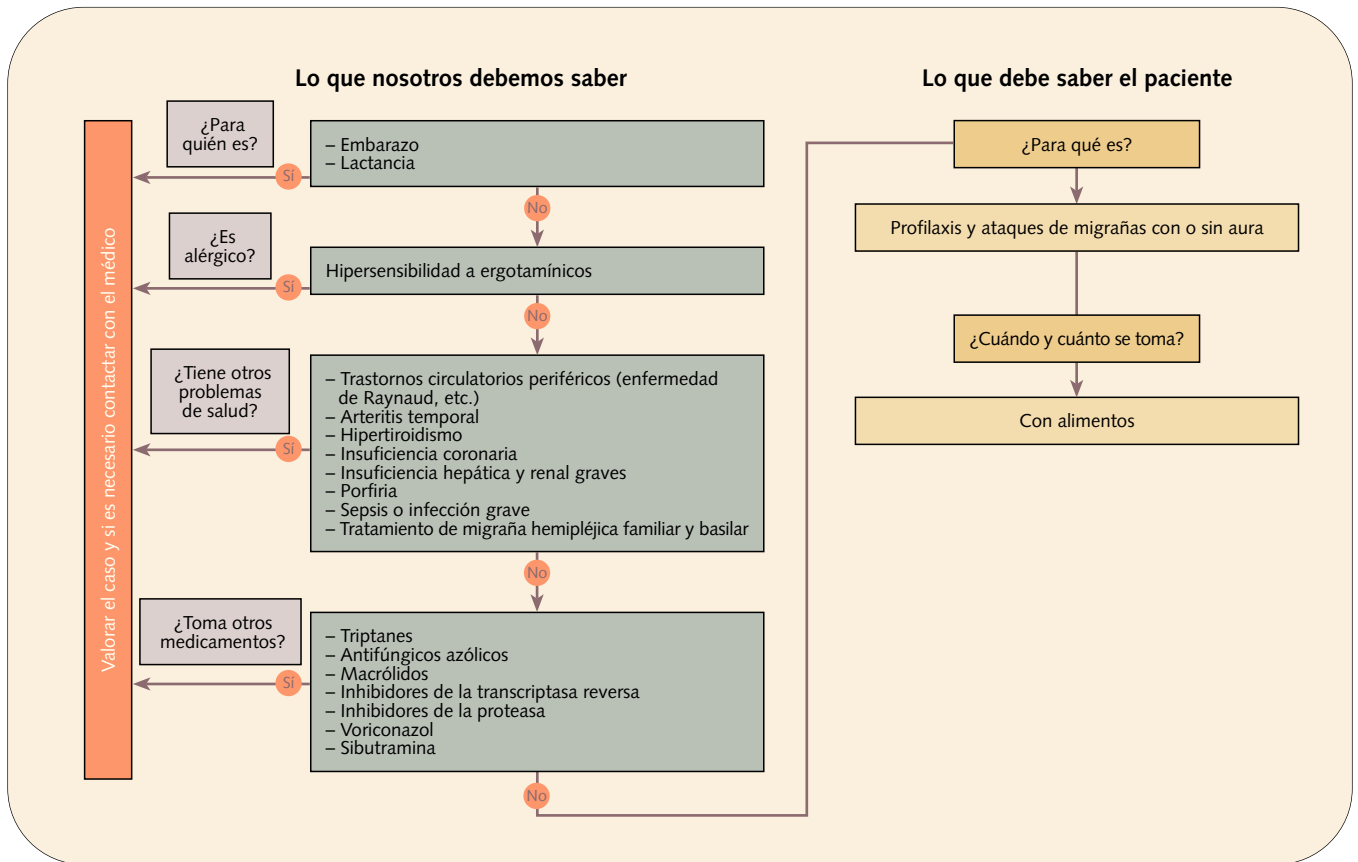 Lo que nosotros debemos saber
¿Para
quién es?
– Embarazo
– Lactancia
Sí
No
¿Es
alérgico?
Hipersensibilidad a ergotamínicos
Sí
No
¿Tiene otros
problemas
de salud?
– Trastornos circulatorios periféricos (enfermedad
de Raynaud, etc.)
– Arteritis temporal
– Hipertiroidismo
– Insuficiencia coronaria
– Insuficiencia hepática y renal graves
– Porfiria
– Sepsis o infección grave
– Tratamiento de migraña hemipléjica familiar y basilar
Sí
No
¿Toma otros
medicamentos?
– Triptanes
– Antifúngicos azólicos
– Macrólidos
– Inhibidores de la transcriptasa reversa
– Inhibidores de la proteasa
– Voriconazol
– Sibutramina
Sí
No
Valorar el caso y si es necesario contactar con el médico
Lo que debe saber el paciente
¿Para qué es?
Profilaxis y ataques de migrañas con o sin aura
¿Cuándo y cuánto se toma?
Con alimentos